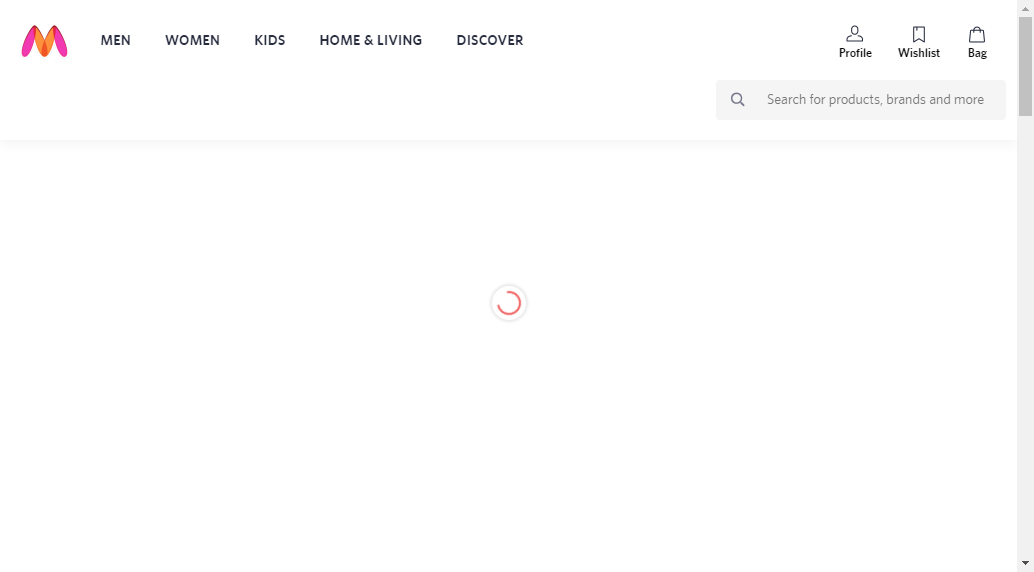 MEN WOMEN KIDS HOME & LIVING DISCOVER
Profile Wishlist Bag
Search for products, brands and more